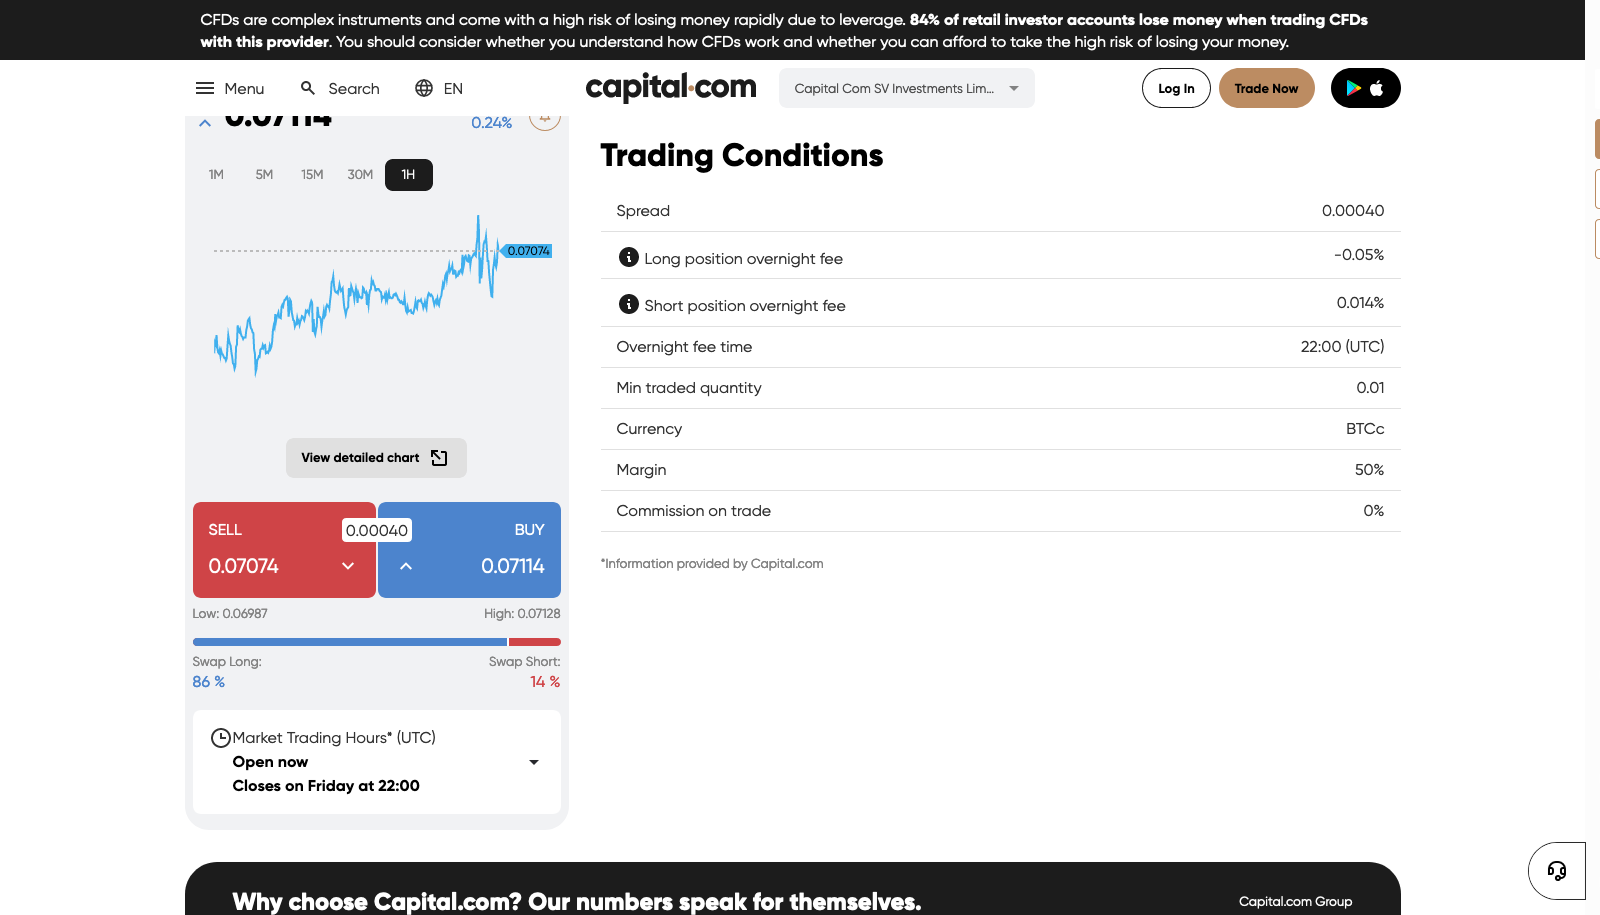 CFDs are complex instruments and come with a high risk of losing money rapidly due to leverage. 84% of retail investor accounts lose money when trading CFDs
with this provider. You should consider whether you understand how CFDs work and whether you can afford to take the high risk of losing your money.
Menu Search EN capital.com Capital Com SV Investments Lim... Log In Trade Now
0.07114 0.24%
1M 5M 15M 30M 1H
0.07074
View detailed chart
SELL 0.00040 BUY
0.07074 0.07114
Low: 0.06987 High: 0.07128
Swap Long: Swap Short:
86 % 14 %
Market Trading Hours* (UTC)
Open now
Closes on Friday at 22:00
Trading Conditions
Spread 0.00040
Long position overnight fee -0.05%
Short position overnight fee 0.014%
Overnight fee time 22:00 (UTC)
Min traded quantity 0.01
Currency BTCc
Margin 50%
Commission on trade 0%
*Information provided by Capital.com
Why choose Capital.com? Our numbers speak for themselves.
Capital.com Group